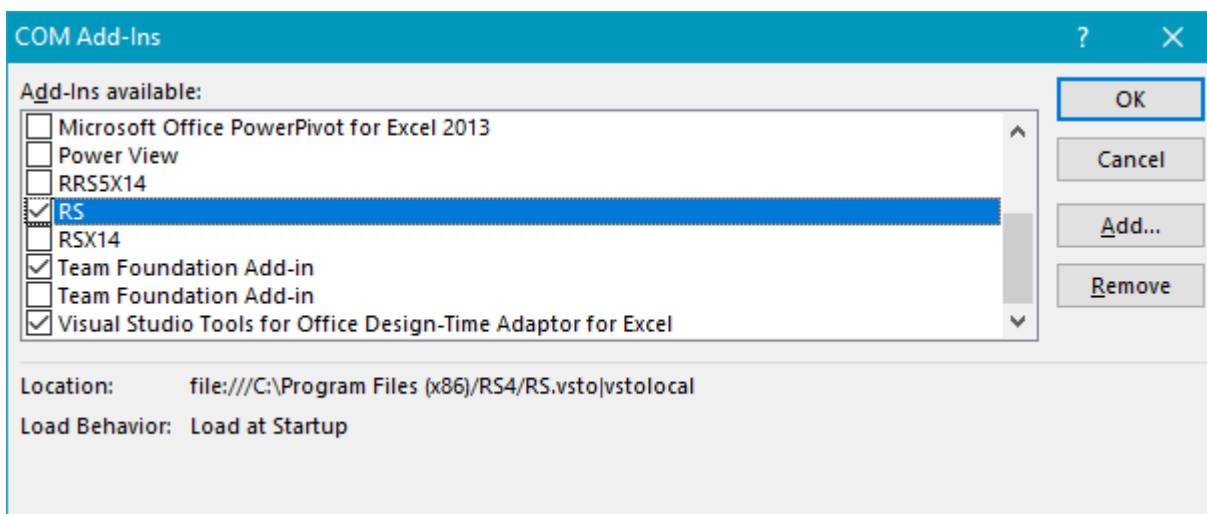 COM Add-Ins
?
Add-Ins available:
OK
Microsoft Office PowerPivot for Excel 2013
Power View
Cancel
RRS5X14
RS
Add...
RSX14
Team Foundation Add-in
Team Foundation Add-in
Remove
Visual Studio Tools for Office Design-Time Adaptor for Excel
Location: file:///C:\Program Files (x86)/RS4/RS.vsto|vstolocal
Load Behavior: Load at Startup